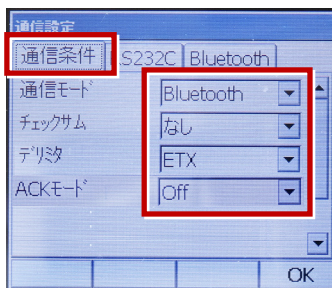 通信設定
通信条件 S232C Bluetooth
通信モード Bluetooth
チェックサム なし
デリミタ ETX
ACKモード Off
OK